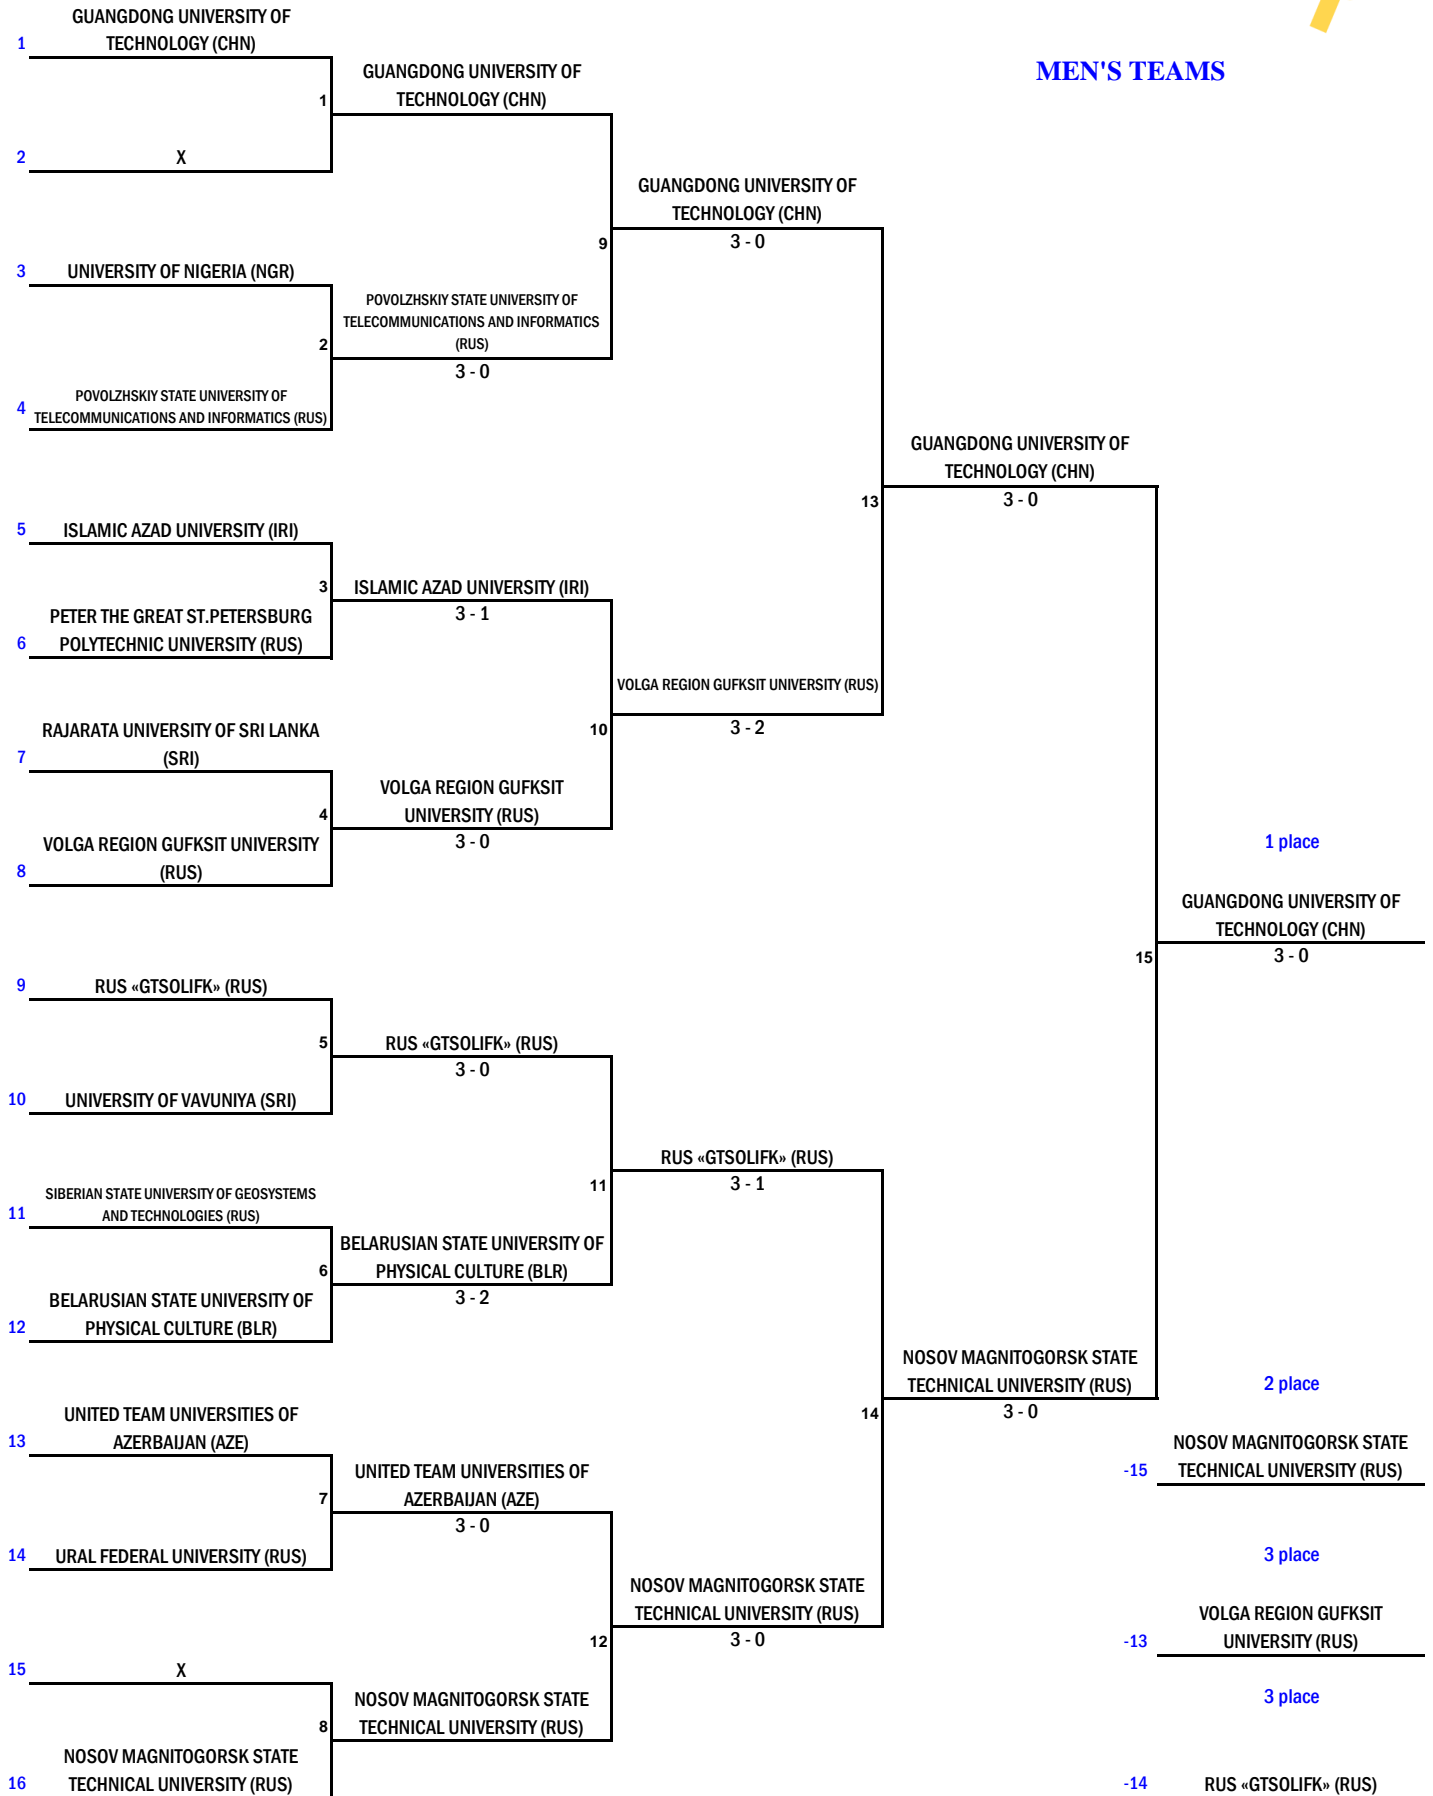 GUANGDONG UNIVERSITY OF
1 TECHNOLOGY (CHN)
MEN'S TEAMS
GUANGDONG UNIVERSITY OF
1 TECHNOLOGY (CHN)
2 X
GUANGDONG UNIVERSITY OF
TECHNOLOGY (CHN)
9 3 - 0
3 UNIVERSITY OF NIGERIA (NGR)
POVOLZHSKIY STATE UNIVERSITY OF
TELECOMMUNICATIONS AND INFORMATICS
2 (RUS)
3 - 0
POVOLZHSKIY STATE UNIVERSITY OF
4 TELECOMMUNICATIONS AND INFORMATICS (RUS)
GUANGDONG UNIVERSITY OF
TECHNOLOGY (CHN)
13 3 - 0
5 ISLAMIC AZAD UNIVERSITY (IRI)
3 ISLAMIC AZAD UNIVERSITY (IRI)
3 - 1
PETER THE GREAT ST.PETERSBURG
6 POLYTECHNIC UNIVERSITY (RUS)
VOLGA REGION GUFKSIT UNIVERSITY (RUS)
10 3 - 2
RAJARATA UNIVERSITY OF SRI LANKA
7 (SRI)
VOLGA REGION GUFKSIT
4 UNIVERSITY (RUS)
3 - 0
VOLGA REGION GUFKSIT UNIVERSITY
8 (RUS)
1 place
GUANGDONG UNIVERSITY OF
TECHNOLOGY (CHN)
15 3 - 0
9 RUS «GTSOLIFK» (RUS)
5 RUS «GTSOLIFK» (RUS)
3 - 0
10 UNIVERSITY OF VAVUNIYA (SRI)
RUS «GTSOLIFK» (RUS)
11 3 - 1
SIBERIAN STATE UNIVERSITY OF GEOSYSTEMS
11 AND TECHNOLOGIES (RUS)
BELARUSIAN STATE UNIVERSITY OF
6 PHYSICAL CULTURE (BLR)
3 - 2
BELARUSIAN STATE UNIVERSITY OF
12 PHYSICAL CULTURE (BLR)
NOSOV MAGNITOGORSK STATE
TECHNICAL UNIVERSITY (RUS)
14 3 - 0
2 place
NOSOV MAGNITOGORSK STATE
-15 TECHNICAL UNIVERSITY (RUS)
UNITED TEAM UNIVERSITIES OF
13 AZERBAIJAN (AZE)
UNITED TEAM UNIVERSITIES OF
7 AZERBAIJAN (AZE)
3 - 0
14 URAL FEDERAL UNIVERSITY (RUS)
3 place
NOSOV MAGNITOGORSK STATE
TECHNICAL UNIVERSITY (RUS)
12 3 - 0
VOLGA REGION GUFKSIT
-13 UNIVERSITY (RUS)
15 X
3 place
NOSOV MAGNITOGORSK STATE
8 TECHNICAL UNIVERSITY (RUS)
NOSOV MAGNITOGORSK STATE
16 TECHNICAL UNIVERSITY (RUS)
-14 RUS «GTSOLIFK» (RUS)